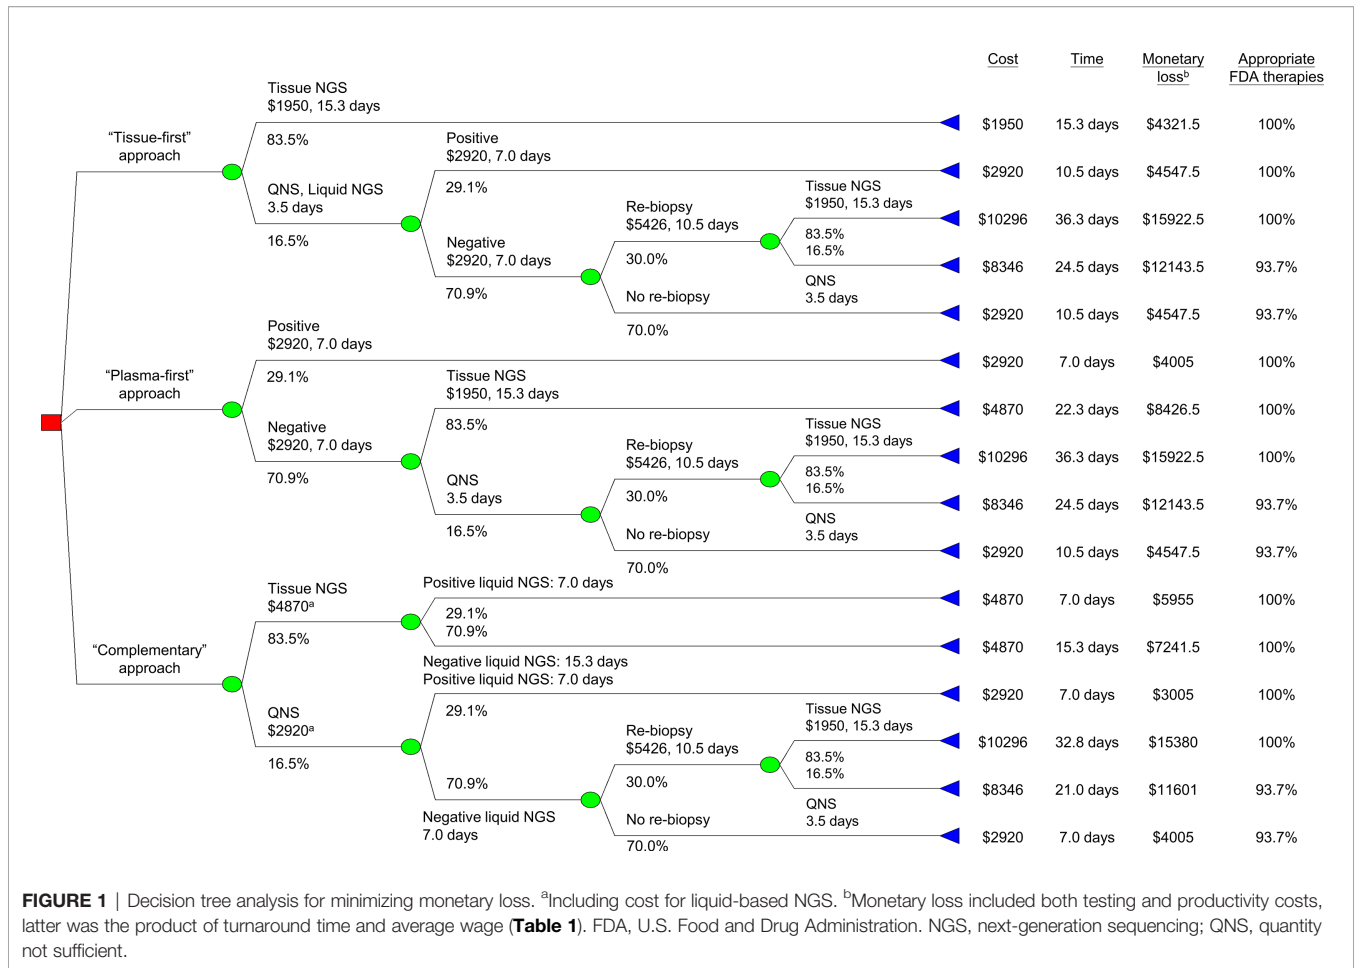 Cost Time Monetary Appropriate
lossᵇ FDA therapies
Tissue NGS
$1950, 15.3 days
83.5%
$1950 15.3 days $4321.5 100%
“Tissue-first”
approach
Positive
$2920, 7.0 days
29.1%
$2920 10.5 days $4547.5 100%
QNS, Liquid NGS
3.5 days
16.5%
Tissue NGS
$1950, 15.3 days
83.5%
16.5%
$10296 36.3 days $15922.5 100%
Re-biopsy
$5426, 10.5 days
30.0%
Negative
$2920, 7.0 days
70.9%
$8346 24.5 days $12143.5 93.7%
QNS
3.5 days
No re-biopsy
70.0%
$2920 10.5 days $4547.5 93.7%
Positive
$2920, 7.0 days
29.1%
$2920 7.0 days $4005 100%
“Plasma-first”
approach
Tissue NGS
$1950, 15.3 days
83.5%
$4870 22.3 days $8426.5 100%
Negative
$2920, 7.0 days
70.9%
Tissue NGS
$1950, 15.3 days
83.5%
16.5%
$10296 36.3 days $15922.5 100%
Re-biopsy
$5426, 10.5 days
30.0%
QNS
3.5 days
16.5%
$8346 24.5 days $12143.5 93.7%
QNS
3.5 days
No re-biopsy
70.0%
$2920 10.5 days $4547.5 93.7%
Tissue NGS
$4870ᵃ
83.5%
Positive liquid NGS: 7.0 days
29.1%
70.9%
$4870 7.0 days $5955 100%
“Complementary”
approach
$4870 15.3 days $7241.5 100%
Negative liquid NGS: 15.3 days
Positive liquid NGS: 7.0 days
29.1%
$2920 7.0 days $3005 100%
QNS
$2920ᵃ
16.5%
Tissue NGS
$1950, 15.3 days
83.5%
16.5%
$10296 32.8 days $15380 100%
Re-biopsy
$5426, 10.5 days
30.0%
70.9%
Negative liquid NGS
7.0 days
$8346 21.0 days $11601 93.7%
QNS
3.5 days
No re-biopsy
70.0%
$2920 7.0 days $4005 93.7%
FIGURE 1 | Decision tree analysis for minimizing monetary loss. ᵃIncluding cost for liquid-based NGS. ᵇMonetary loss included both testing and productivity costs,
latter was the product of turnaround time and average wage (Table 1). FDA, U.S. Food and Drug Administration. NGS, next-generation sequencing; QNS, quantity
not sufficient.